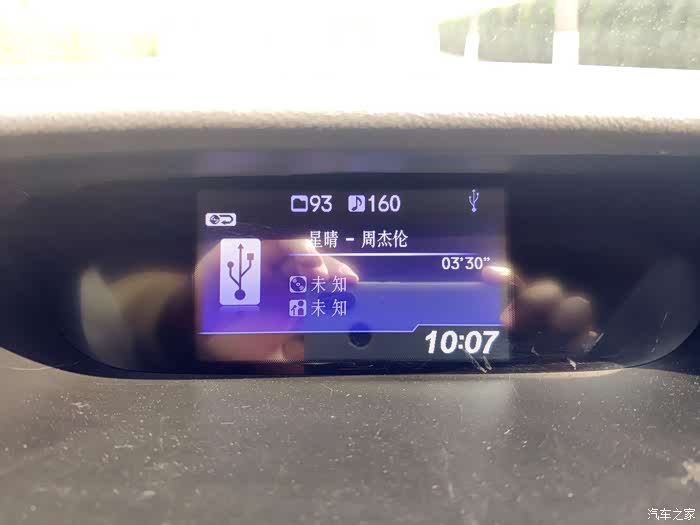 93 160
星晴 - 周杰伦
03'30"
未知
未知
10:07
汽车之家